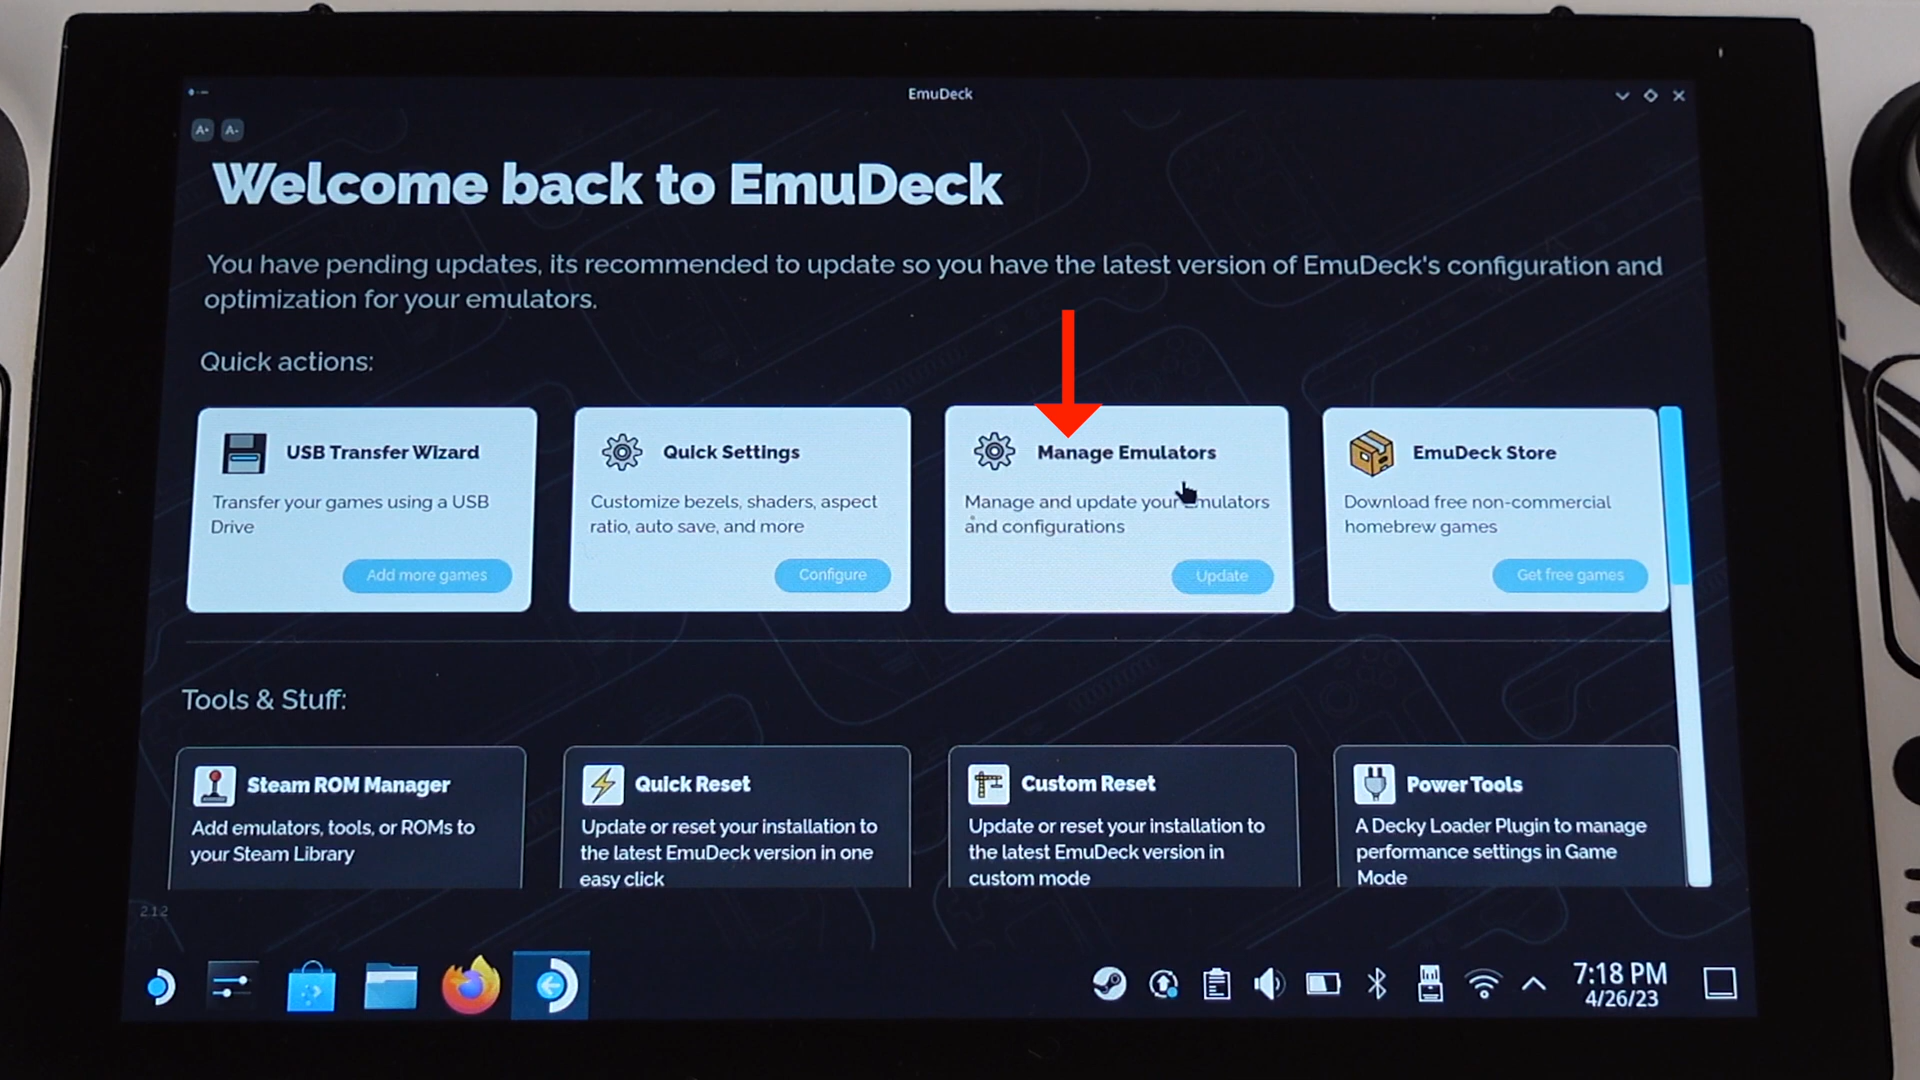 EmuDeck
A+ A-
Welcome back to EmuDeck
You have pending updates, its recommended to update so you have the latest version of EmuDeck's configuration and
optimization for your emulators.
Quick actions:
USB Transfer Wizard
Transfer your games using a USB
Drive
Add more games
Quick Settings
Customize bezels, shaders, aspect
ratio, auto save, and more
Configure
Manage Emulators
Manage and update your emulators
and configurations
Update
EmuDeck Store
Download free non-commercial
homebrew games
Get free games
Tools & Stuff:
Steam ROM Manager
Add emulators, tools, or ROMs to
your Steam Library
Quick Reset
Update or reset your installation to
the latest EmuDeck version in one
easy click
Custom Reset
Update or reset your installation to
the latest EmuDeck version in
custom mode
Power Tools
A Decky Loader Plugin to manage
performance settings in Game
Mode
2.1.2
7:18 PM
4/26/23